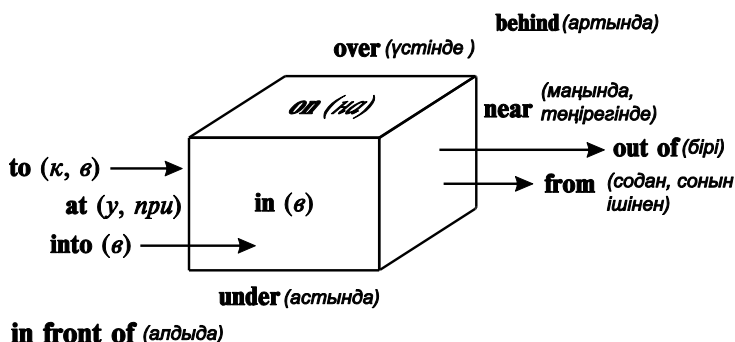 behind (артында)
over (үстінде )
on (на)
near (маңында,
төңірегінде)
to (к, в)
out of (бірі)
at (у, при)
in (в)
from (содан, сонын
ішінен)
into (в)
under (астында)
in front of (алдыда)